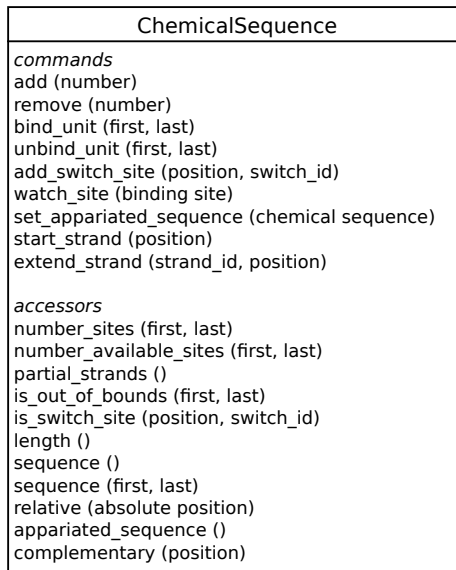 ChemicalSequence
commands
add (number)
remove (number)
bind_unit (first, last)
unbind_unit (first, last)
add_switch_site (position, switch_id)
watch_site (binding site)
set_appariated_sequence (chemical sequence)
start_strand (position)
extend_strand (strand_id, position)
accessors
number_sites (first, last)
number_available_sites (first, last)
partial_strands ()
is_out_of_bounds (first, last)
is_switch_site (position, switch_id)
length ()
sequence ()
sequence (first, last)
relative (absolute position)
appariated_sequence ()
complementary (position)